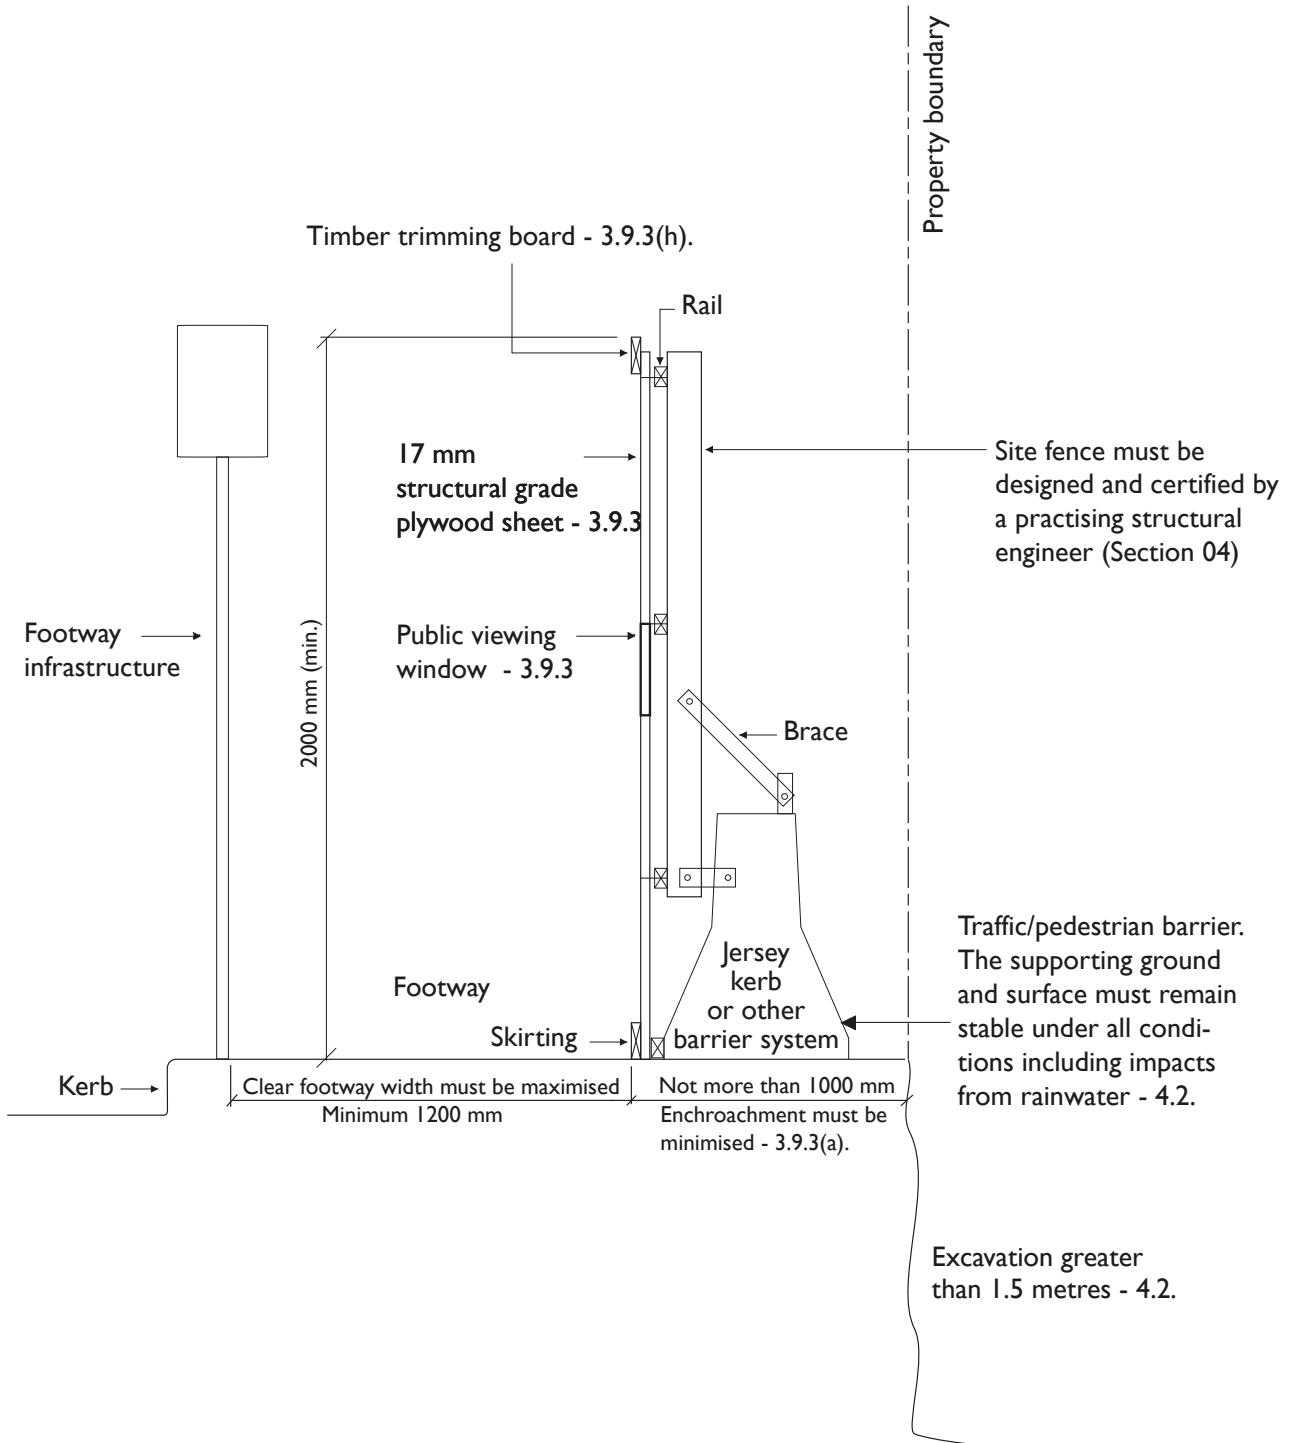 Property boundary
Timber trimming board - 3.9.3(h).
Rail
17 mm
structural grade
plywood sheet - 3.9.3
Site fence must be
designed and certified by
a practising structural
engineer (Section 04)
Footway
infrastructure
2000 mm (min.)
Public viewing
window - 3.9.3
Brace
Traffic/pedestrian barrier.
The supporting ground
and surface must remain
stable under all condi-
tions including impacts
from rainwater - 4.2.
Jersey
kerb
or other
barrier system
Footway
Skirting
Kerb
Clear footway width must be maximised
Minimum 1200 mm
Not more than 1000 mm
Enchroachment must be
minimised - 3.9.3(a).
Excavation greater
than 1.5 metres - 4.2.